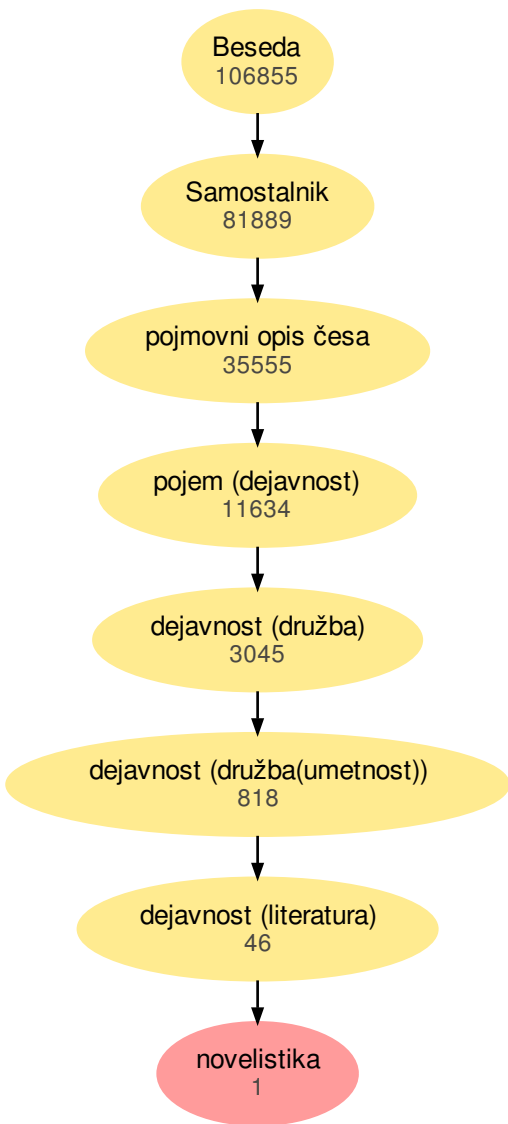 Beseda
106855
Samostalnik
81889
pojmovni opis česa
35555
pojem (dejavnost)
11634
dejavnost (družba)
3045
dejavnost (družba(umetnost))
818
dejavnost (literatura)
46
novelistika
1